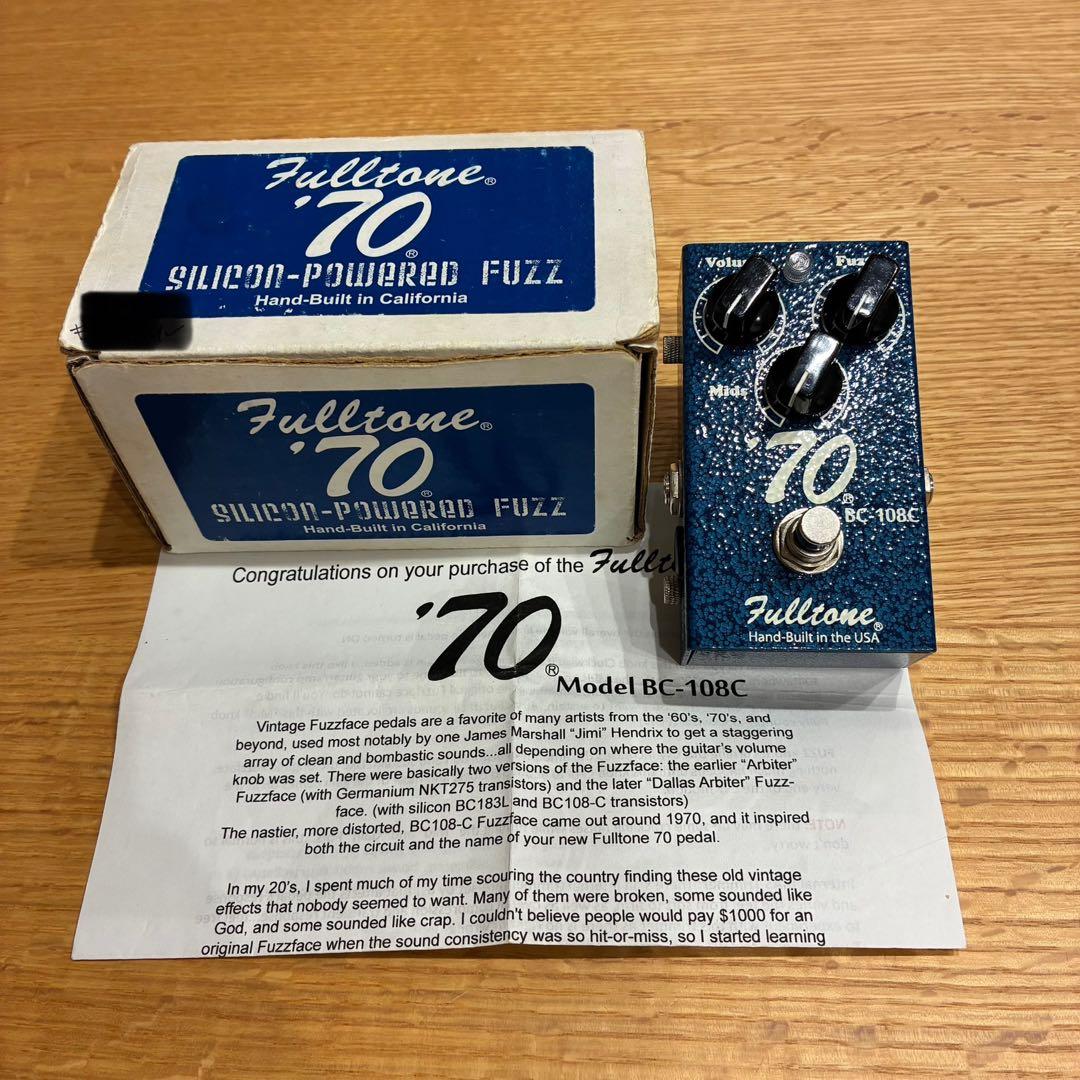 Fulltone®
'70®
SILICON-POWERED FUZZ
Hand-Built in California
Fulltone®
'70®
SILICON-POWERED FUZZ
Hand-Built in California
Mids
'70®
BC-108C
Fulltone®
Hand-Built in the USA
Congratulations on your purchase of the
'70®
Model BC-108C
Vintage Fuzzface pedals are a favorite of many artists from the '60's, '70's, and
beyond, used most notably by one James Marshall "Jimi" Hendrix to get a staggering
array of clean and bombastic sounds...all depending on where the guitar's volume
knob was set. There were basically two versions of the Fuzzface: the earlier "Arbiter"
Fuzzface (with Germanium NKT275 transistors) and the later "Dallas Arbiter" Fuzz-
face. (with silicon BC183L and BC108-C transistors)
The nastier, more distorted, BC108-C Fuzzface came out around 1970, and it inspired
both the circuit and the name of your new Fulltone 70 pedal.
In my 20's, I spent much of my time scouring the country finding these old vintage
effects that nobody seemed to want. Many of them were broken, some sounded like
God, and some sounded like crap. I couldn't believe people would pay $1000 for an
original Fuzzface when the sound consistency was so hit-or-miss, so I started learning